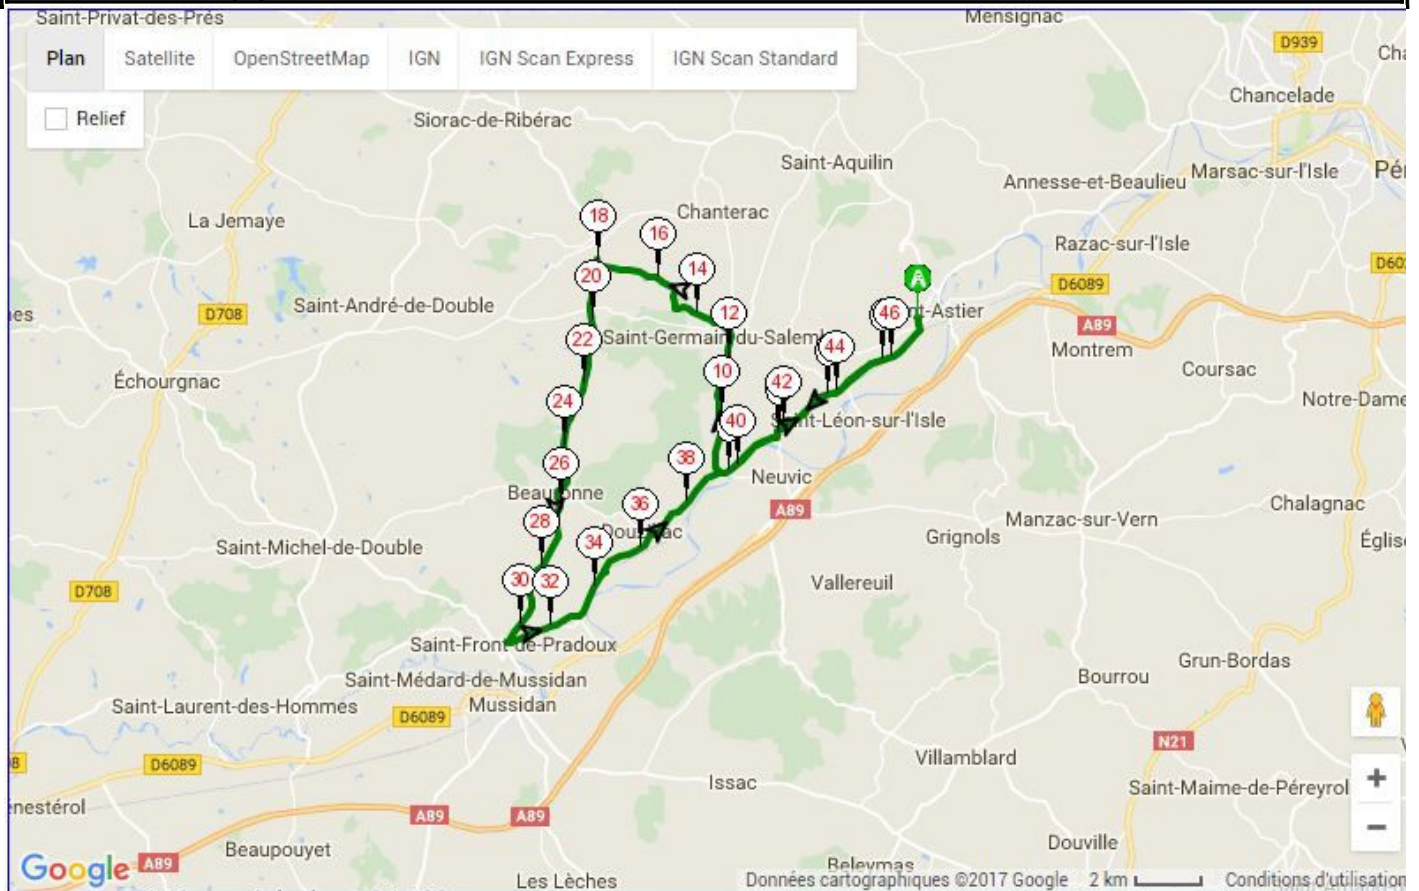 Saint-Privat-des-Prés
Mensignac
Plan Satellite OpenStreetMap IGN IGN Scan Express IGN Scan Standard
D939
Relief
Chancelade
Siorac-de-Ribérac
Saint-Aquilin
Annesse-et-Beaulieu
Marsac-sur-l'Isle
La Jemaye
Chanterac
Razac-sur-l'Isle
18
16
14
20
D6089
Saint-André-de-Double
D708
12
46
A89
Saint-Germain-du-Salem
22
44
Montrem
Coursac
Échourgnac
10
42
24
Notre-Dame
40
26
38
Neuvic
Beauronne
36
A89
Chalagnac
28
Manzac-sur-Vern
34
Grignols
Saint-Michel-de-Double
D708
30
32
Vallereuil
Saint-Front-de-Pradoux
Grun-Bordas
Saint-Médard-de-Mussidan
Bourrou
Saint-Laurent-des-Hommes
Mussidan
D6089
N21
D6089
Villamblard
Issac
Saint-Maime-de-Péreyrol
A89
A89
Beaupouyet
Douville
Google
A89
Beleymas
Les Lèches
Données cartographiques ©2017 Google 2 km Conditions d'utilisation